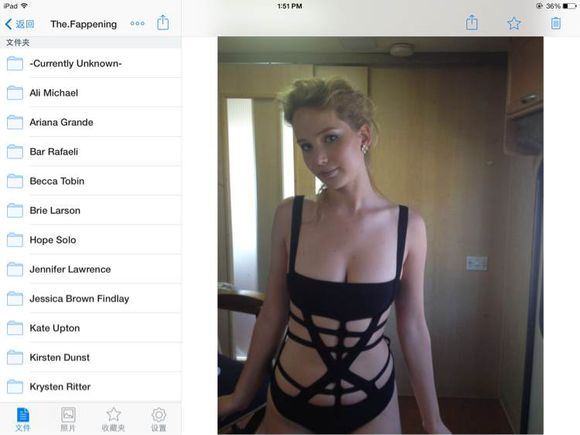 iPad
1:51 PM
36%
返回
The.Fappening
文件夹
-Currently Unknown-
Ali Michael
Ariana Grande
Bar Rafaeli
Becca Tobin
Brie Larson
Hope Solo
Jennifer Lawrence
Jessica Brown Findlay
Kate Upton
Kirsten Dunst
Krysten Ritter
文件
照片
收藏夹
设置